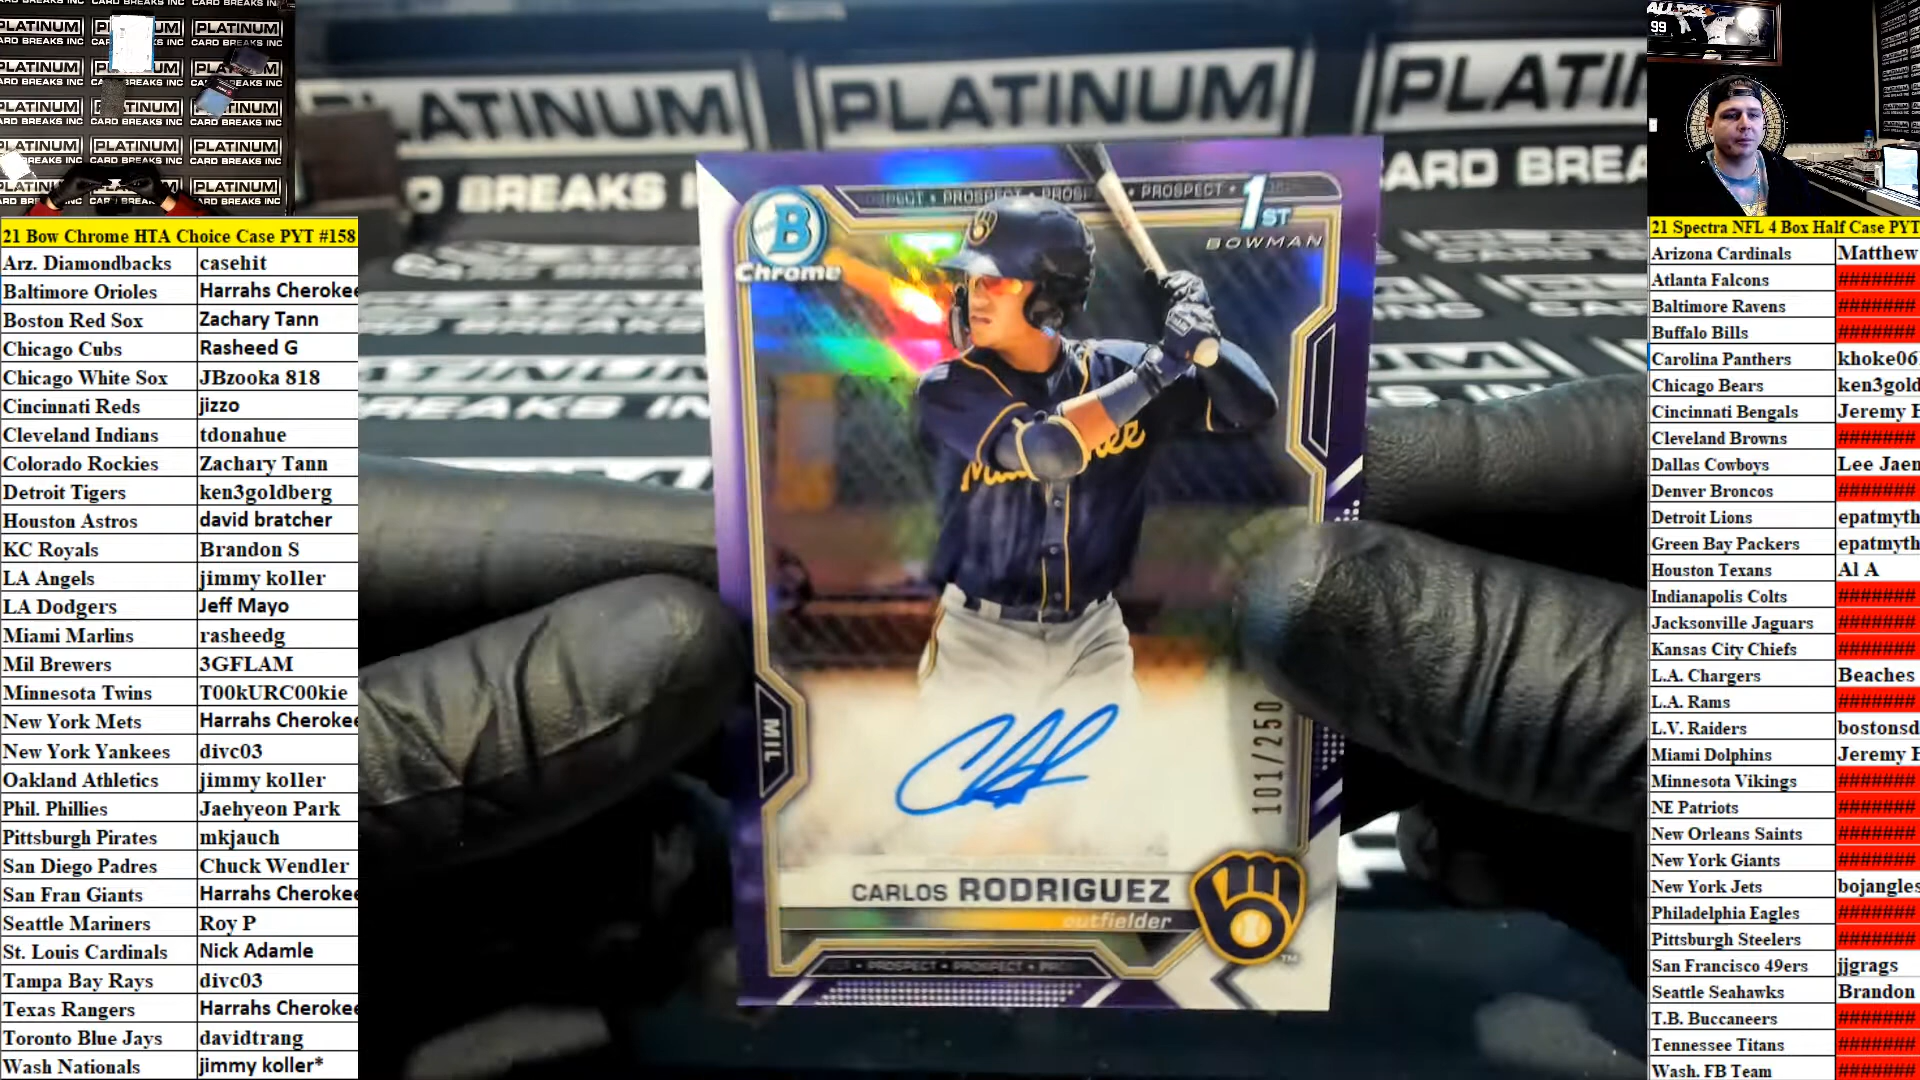 21 Bow Chrome HTA Choice Case PYT #158
Arz. Diamondbacks casehit
Baltimore Orioles Harrahs Cherokee
Boston Red Sox Zachary Tann
Chicago Cubs Rasheed G
Chicago White Sox JBzooka 818
Cincinnati Reds jizzo
Cleveland Indians tdonahue
Colorado Rockies Zachary Tann
Detroit Tigers ken3goldberg
Houston Astros david bratcher
KC Royals Brandon S
LA Angels jimmy koller
LA Dodgers Jeff Mayo
Miami Marlins rasheedg
Mil Brewers 3GFLAM
Minnesota Twins T00kURC00kie
New York Mets Harrahs Cherokee
New York Yankees divc03
Oakland Athletics jimmy koller
Phil. Phillies Jaehyeon Park
Pittsburgh Pirates mkjauch
San Diego Padres Chuck Wendler
San Fran Giants Harrahs Cherokee
Seattle Mariners Roy P
St. Louis Cardinals Nick Adamle
Tampa Bay Rays divc03
Texas Rangers Harrahs Cherokee
Toronto Blue Jays davidtrang
Wash Nationals jimmy koller*
PLATINUM PLATINUM
CARD BREAKS INC
PROSPECT • PROSPECT
B
Chrome
1ST
BOWMAN
Milwaukee
MIL
101/250
CARLOS RODRIGUEZ
outfielder
PROSPECT • PROSPECT
99
21 Spectra NFL 4 Box Half Case PYT
Arizona Cardinals Matthew
Atlanta Falcons #######
Baltimore Ravens #######
Buffalo Bills #######
Carolina Panthers khoke06
Chicago Bears ken3gold
Cincinnati Bengals Jeremy
Cleveland Browns #######
Dallas Cowboys Lee Jaen
Denver Broncos #######
Detroit Lions epatmyth
Green Bay Packers epatmyth
Houston Texans Al A
Indianapolis Colts #######
Jacksonville Jaguars #######
Kansas City Chiefs #######
L.A. Chargers Beaches
L.A. Rams #######
L.V. Raiders bostonsd
Miami Dolphins Jeremy
Minnesota Vikings #######
NE Patriots #######
New Orleans Saints #######
New York Giants #######
New York Jets bojangles
Philadelphia Eagles #######
Pittsburgh Steelers #######
San Francisco 49ers jjgrags
Seattle Seahawks Brandon
T.B. Buccaneers #######
Tennessee Titans #######
Wash. FB Team #######